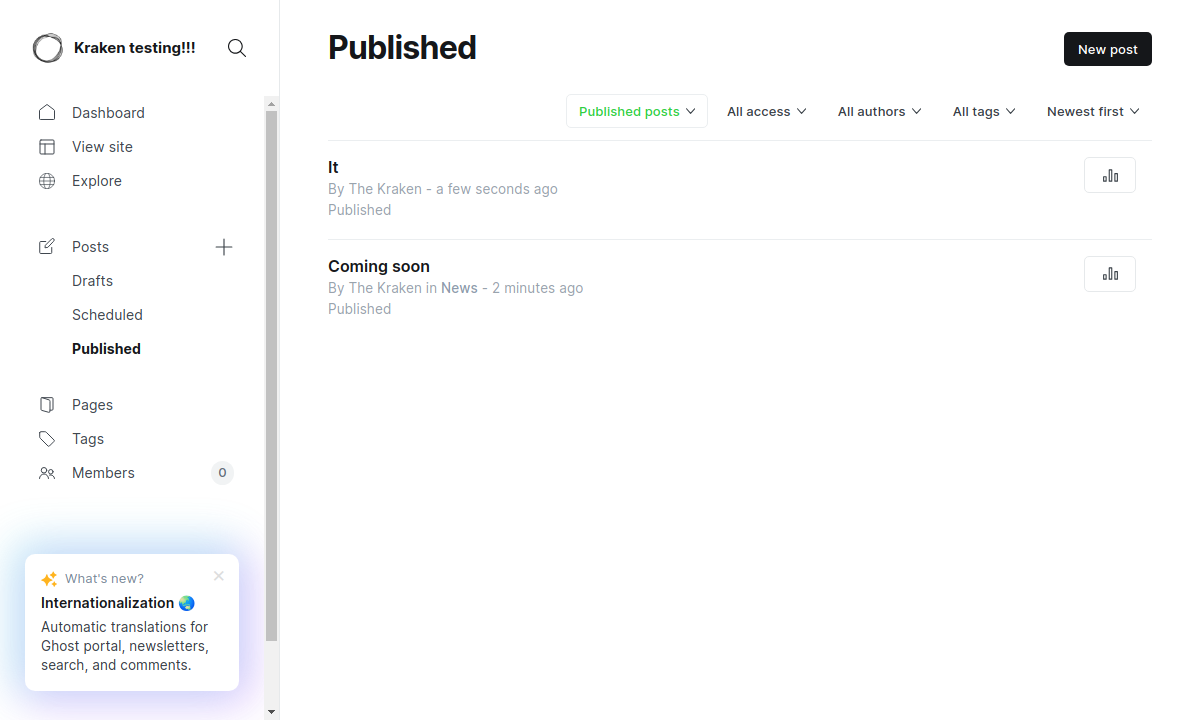 Kraken testing!!!
Dashboard
View site
Explore
Posts
Drafts
Scheduled
Published
Pages
Tags
Members 0
What's new?
Internationalization 🌏
Automatic translations for
Ghost portal, newsletters,
search, and comments.
Published
New post
Published posts All access All authors All tags Newest first
It
By The Kraken - a few seconds ago
Published
Coming soon
By The Kraken in News - 2 minutes ago
Published